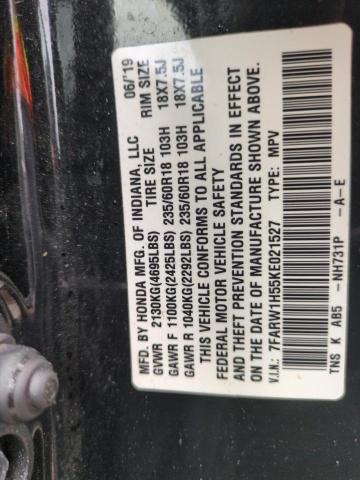 MFD. BY HONDA MFG. OF INDIANA, LLC 06/'19
TIRE SIZE RIM SIZE
GVWR 2130KG(4695LBS)
GAWR F 1100KG(2425LBS) 235/60R18 103H 18X7.5J
GAWR R 1040KG(2292LBS) 235/60R18 103H 18X7.5J
THIS VEHICLE CONFORMS TO ALL APPLICABLE
FEDERAL MOTOR VEHICLE SAFETY
AND THEFT PREVENTION STANDARDS IN EFFECT
ON THE DATE OF MANUFACTURE SHOWN ABOVE.
V.I.N.: 7FARW1H55KE021527 TYPE: MPV
TNS K AB5 -NH731P -A-E